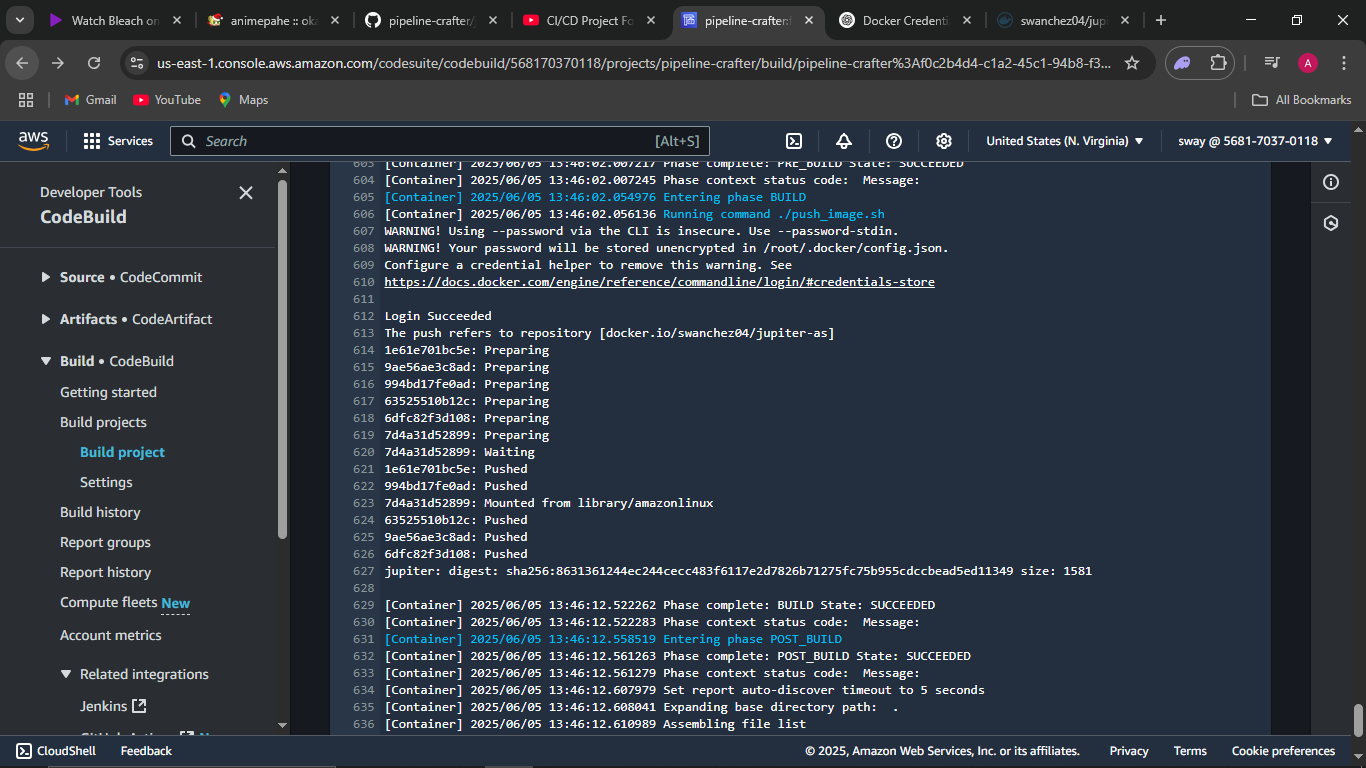 Watch Bleach on
animepahe :: oka
pipeline-crafter/
CI/CD Project Fo
pipeline-crafter:f
Docker Credenti
swanchez04/jupi
us-east-1.console.aws.amazon.com/codesuite/codebuild/568170370118/projects/pipeline-crafter/build/pipeline-crafter%3Af0c2b4d4-c1a2-45c1-94b8-f3...
A
Gmail
YouTube
Maps
All Bookmarks
aws
Services
Search
[Alt+S]
United States (N. Virginia)
sway @ 5681-7037-0118
Developer Tools
CodeBuild
Source • CodeCommit
Artifacts • CodeArtifact
Build • CodeBuild
Getting started
Build projects
Build project
Settings
Build history
Report groups
Report history
Compute fleets New
Account metrics
Related integrations
Jenkins
603 [Container] 2025/06/05 13:46:02.007217 Phase complete: PRE_BUILD State: SUCCEEDED
604 [Container] 2025/06/05 13:46:02.007245 Phase context status code:  Message:
605 [Container] 2025/06/05 13:46:02.054976 Entering phase BUILD
606 [Container] 2025/06/05 13:46:02.056136 Running command ./push_image.sh
607 WARNING! Using --password via the CLI is insecure. Use --password-stdin.
608 WARNING! Your password will be stored unencrypted in /root/.docker/config.json.
609 Configure a credential helper to remove this warning. See
610 https://docs.docker.com/engine/reference/commandline/login/#credentials-store
611
612 Login Succeeded
613 The push refers to repository [docker.io/swanchez04/jupiter-as]
614 1e61e701bc5e: Preparing
615 9ae56ae3c8ad: Preparing
616 994bd17fe0ad: Preparing
617 63525510b12c: Preparing
618 6dfc82f3d108: Preparing
619 7d4a31d52899: Preparing
620 7d4a31d52899: Waiting
621 1e61e701bc5e: Pushed
622 994bd17fe0ad: Pushed
623 7d4a31d52899: Mounted from library/amazonlinux
624 63525510b12c: Pushed
625 9ae56ae3c8ad: Pushed
626 6dfc82f3d108: Pushed
627 jupiter: digest: sha256:8631361244ec244cecc483f6117e2d7826b71275fc75b955cdccbead5ed11349 size: 1581
628
629 [Container] 2025/06/05 13:46:12.522262 Phase complete: BUILD State: SUCCEEDED
630 [Container] 2025/06/05 13:46:12.522283 Phase context status code:  Message:
631 [Container] 2025/06/05 13:46:12.558519 Entering phase POST_BUILD
632 [Container] 2025/06/05 13:46:12.561263 Phase complete: POST_BUILD State: SUCCEEDED
633 [Container] 2025/06/05 13:46:12.561279 Phase context status code:  Message:
634 [Container] 2025/06/05 13:46:12.607979 Set report auto-discover timeout to 5 seconds
635 [Container] 2025/06/05 13:46:12.608041 Expanding base directory path:  .
636 [Container] 2025/06/05 13:46:12.610989 Assembling file list
CloudShell
Feedback
© 2025, Amazon Web Services, Inc. or its affiliates.
Privacy
Terms
Cookie preferences